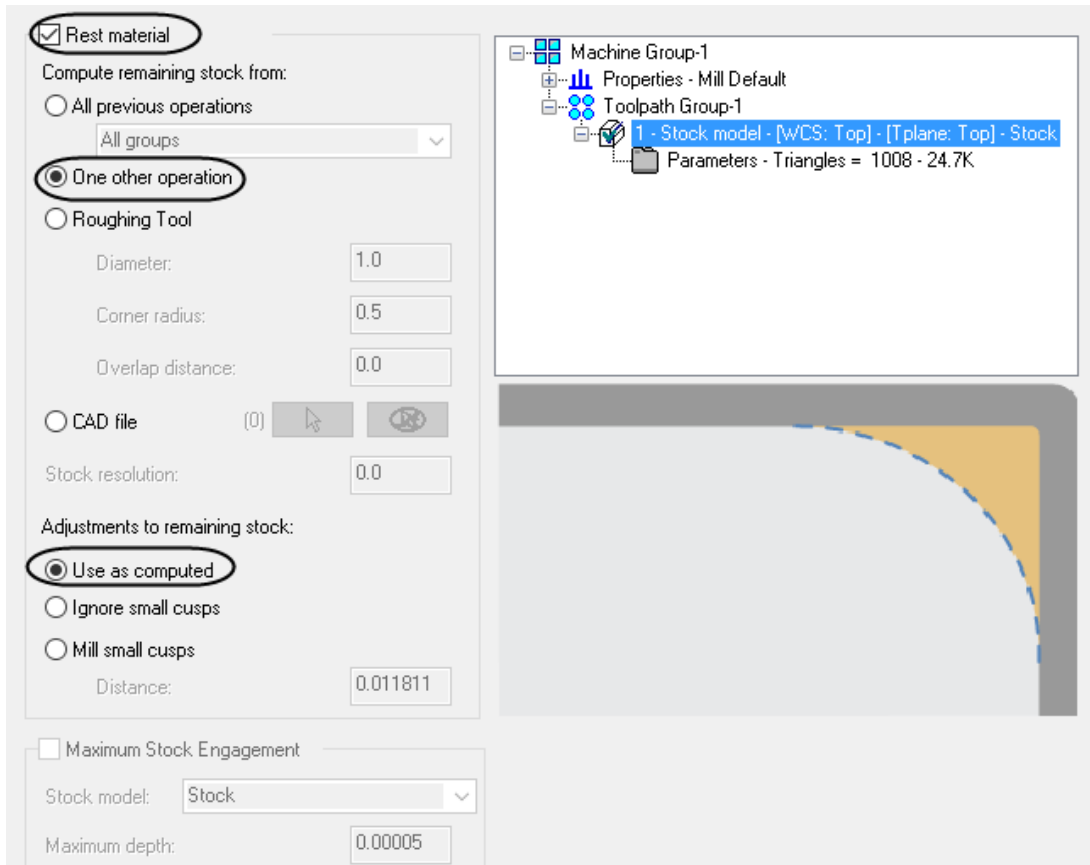 Rest material
Compute remaining stock from:
All previous operations
All groups
One other operation
Roughing Tool
Diameter: 1.0
Corner radius: 0.5
Overlap distance: 0.0
CAD file (0)
Stock resolution: 0.0
Adjustments to remaining stock:
Use as computed
Ignore small cusps
Mill small cusps
Distance: 0.011811
Maximum Stock Engagement
Stock model: Stock
Maximum depth: 0.00005
Machine Group-1
Properties - Mill Default
Toolpath Group-1
1 - Stock model - [WCS: Top] - [Tplane: Top] - Stock
Parameters - Triangles = 1008 - 24.7K